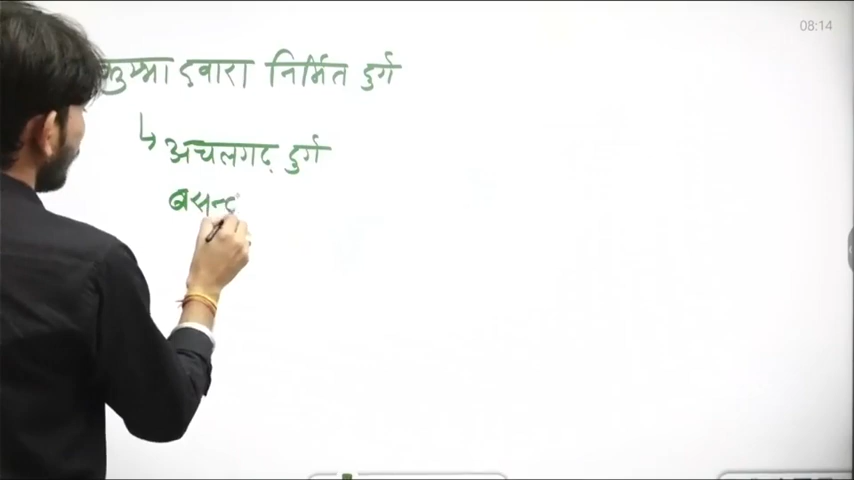 08:14
कुम्भा द्वारा निर्मित दुर्ग
↳ अचलगढ़ दुर्ग
बसन्